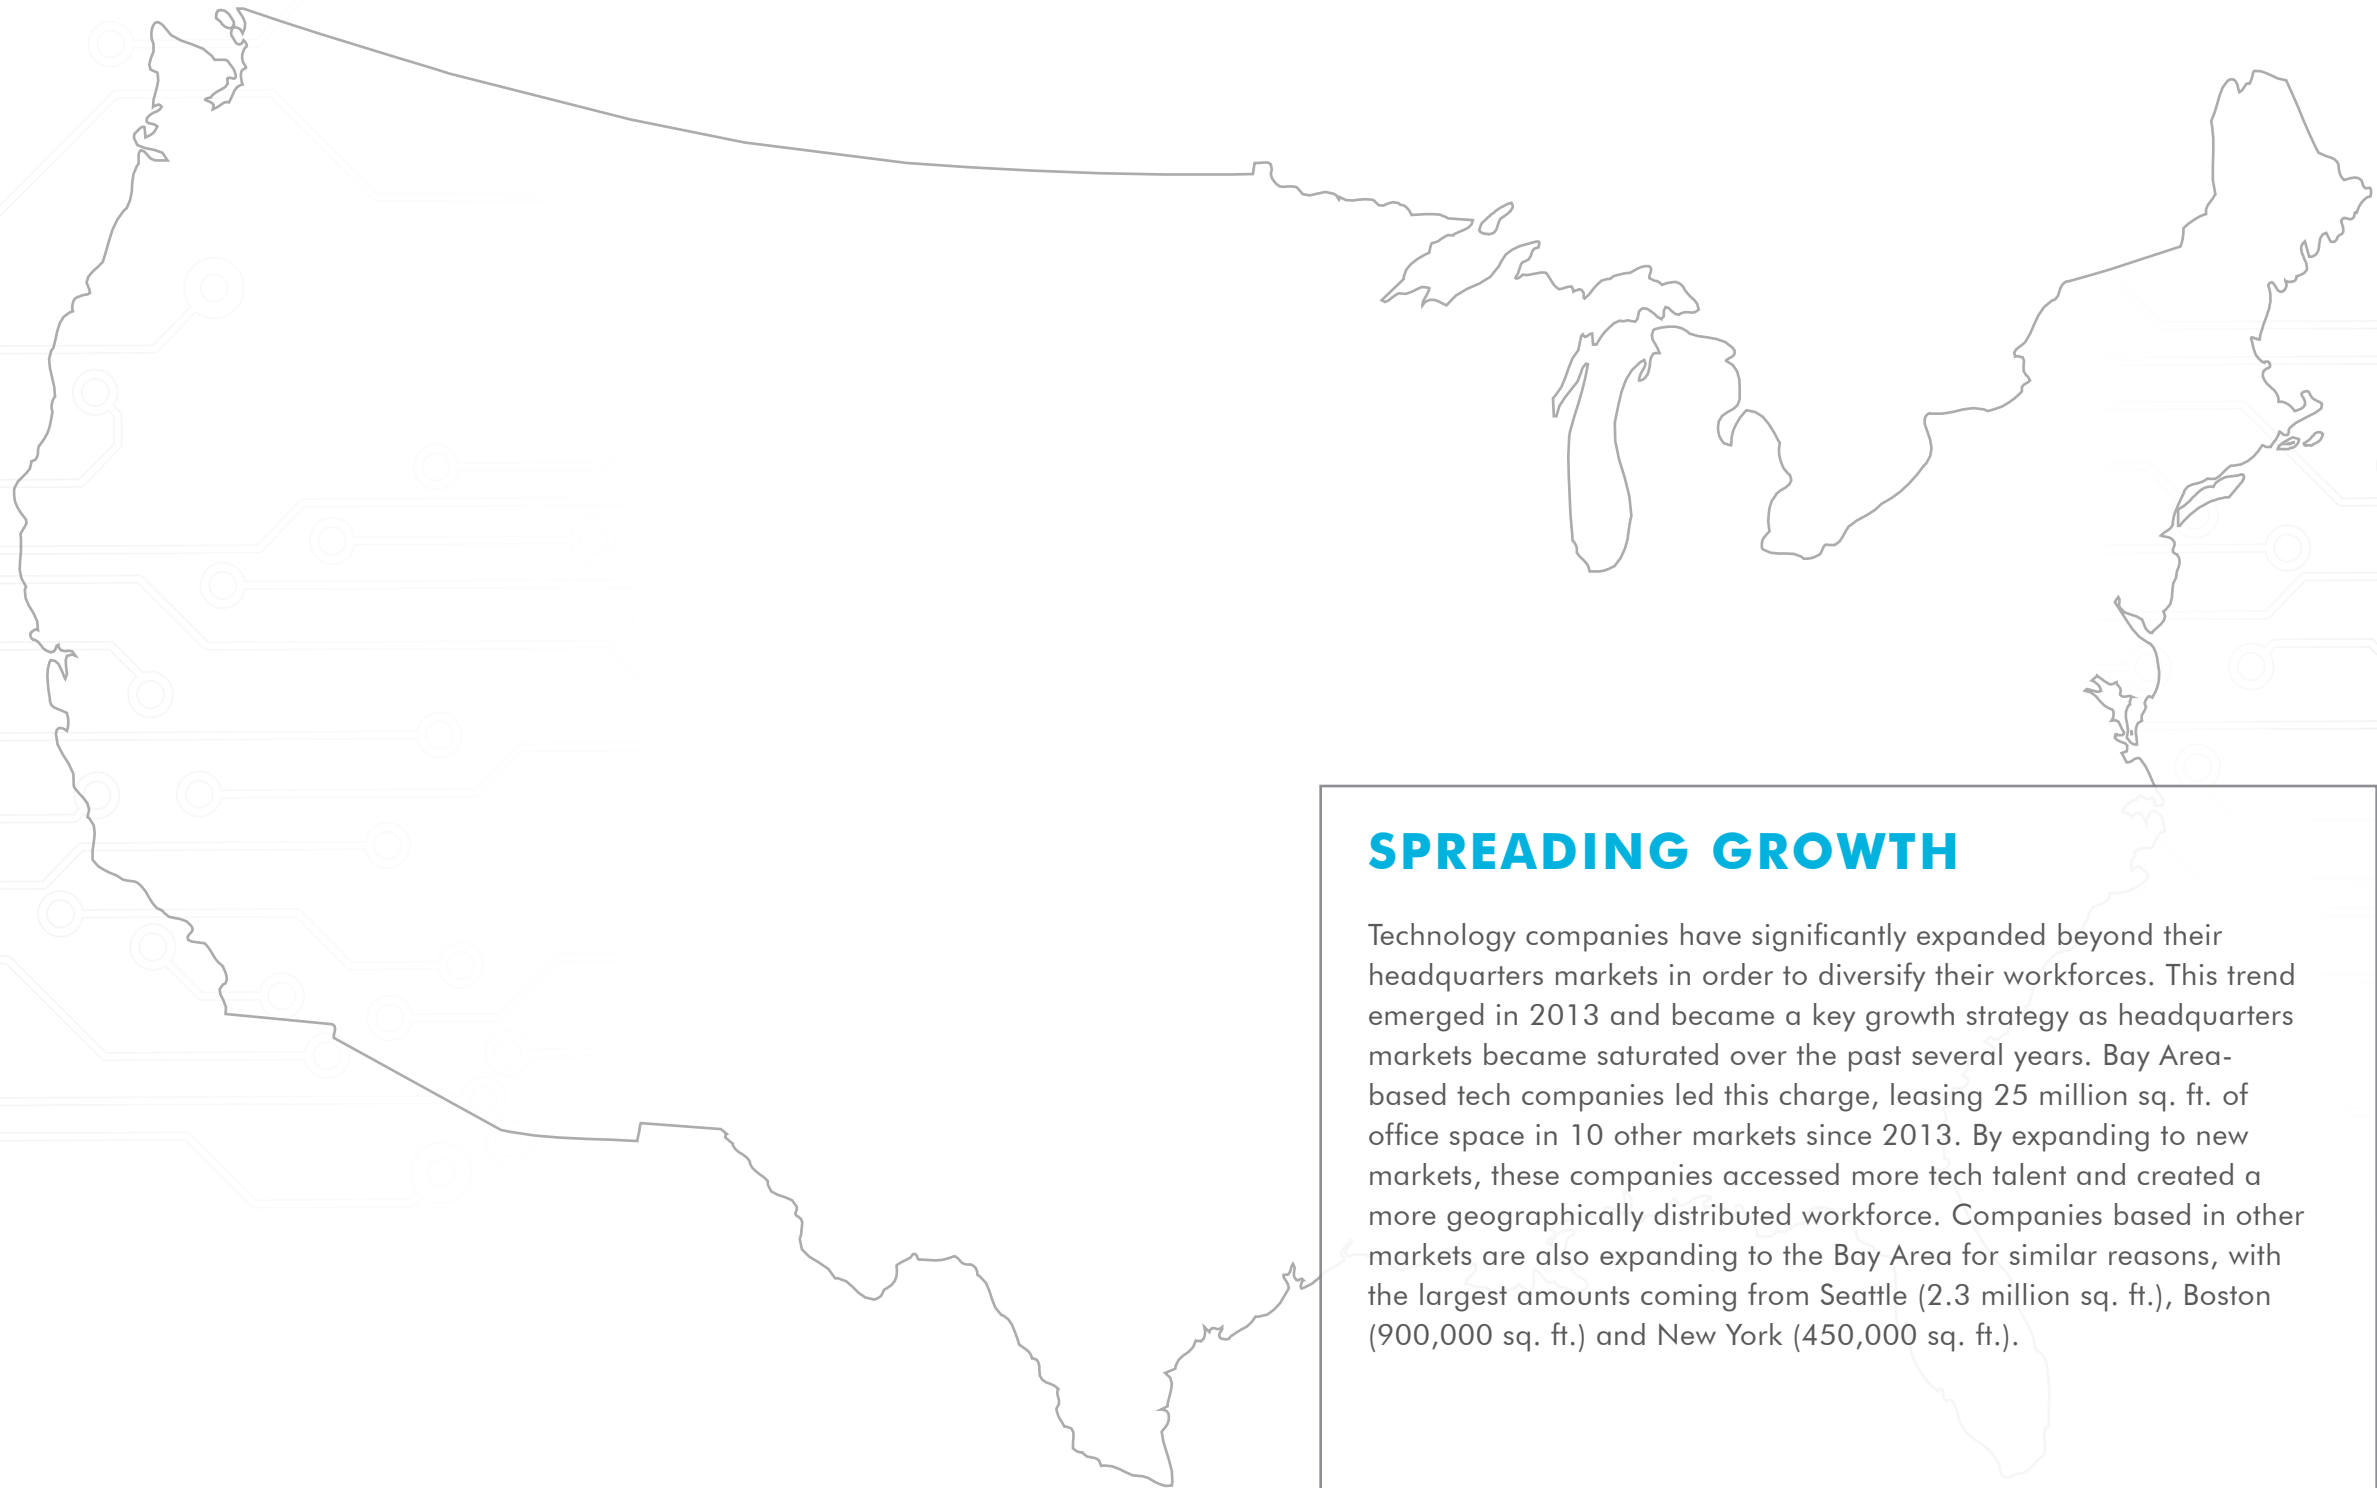 SPREADING GROWTH
Technology companies have significantly expanded beyond their
headquarters markets in order to diversify their workforces. This trend
emerged in 2013 and became a key growth strategy as headquarters
markets became saturated over the past several years. Bay Area-
based tech companies led this charge, leasing 25 million sq. ft. of
office space in 10 other markets since 2013. By expanding to new
markets, these companies accessed more tech talent and created a
more geographically distributed workforce. Companies based in other
markets are also expanding to the Bay Area for similar reasons, with
the largest amounts coming from Seattle (2.3 million sq. ft.), Boston
(900,000 sq. ft.) and New York (450,000 sq. ft.).